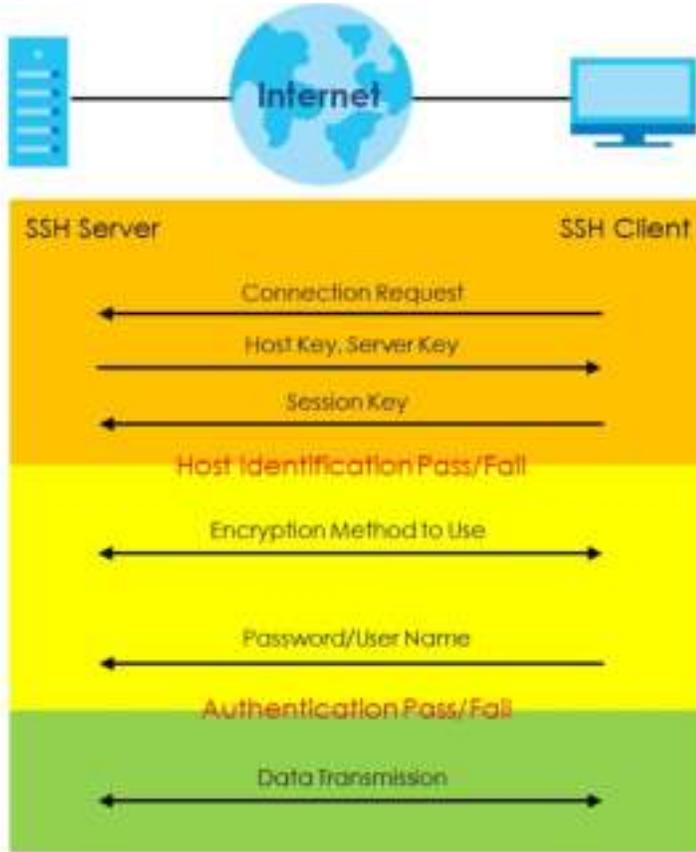 Internet
SSH Server
SSH Client
Connection Request
Host Key, Server Key
Session Key
Host Identification Pass/Fail
Encryption Method to Use
Password/User Name
Authentication Pass/Fail
Data Transmission